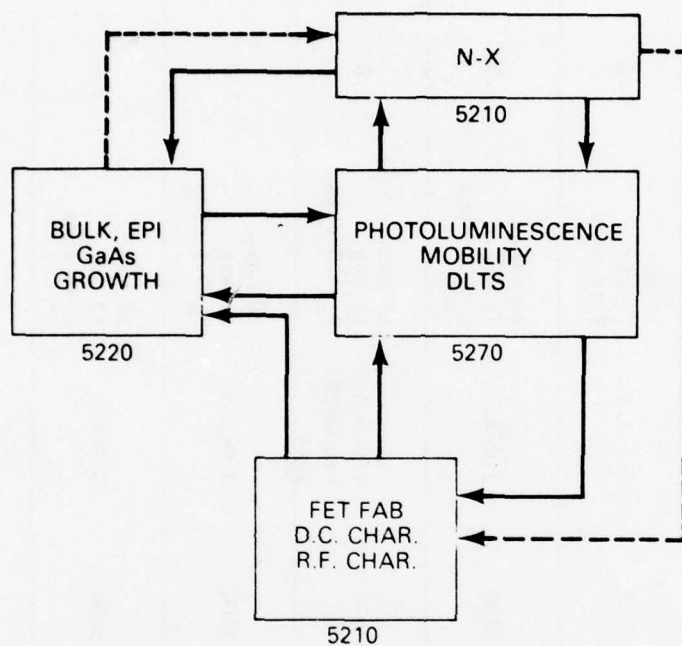 N-X
5210
BULK, EPI
GaAs
GROWTH
5220
PHOTOLUMINESCENCE
MOBILITY
DLTS
5270
FET FAB
D.C. CHAR.
R.F. CHAR.
5210